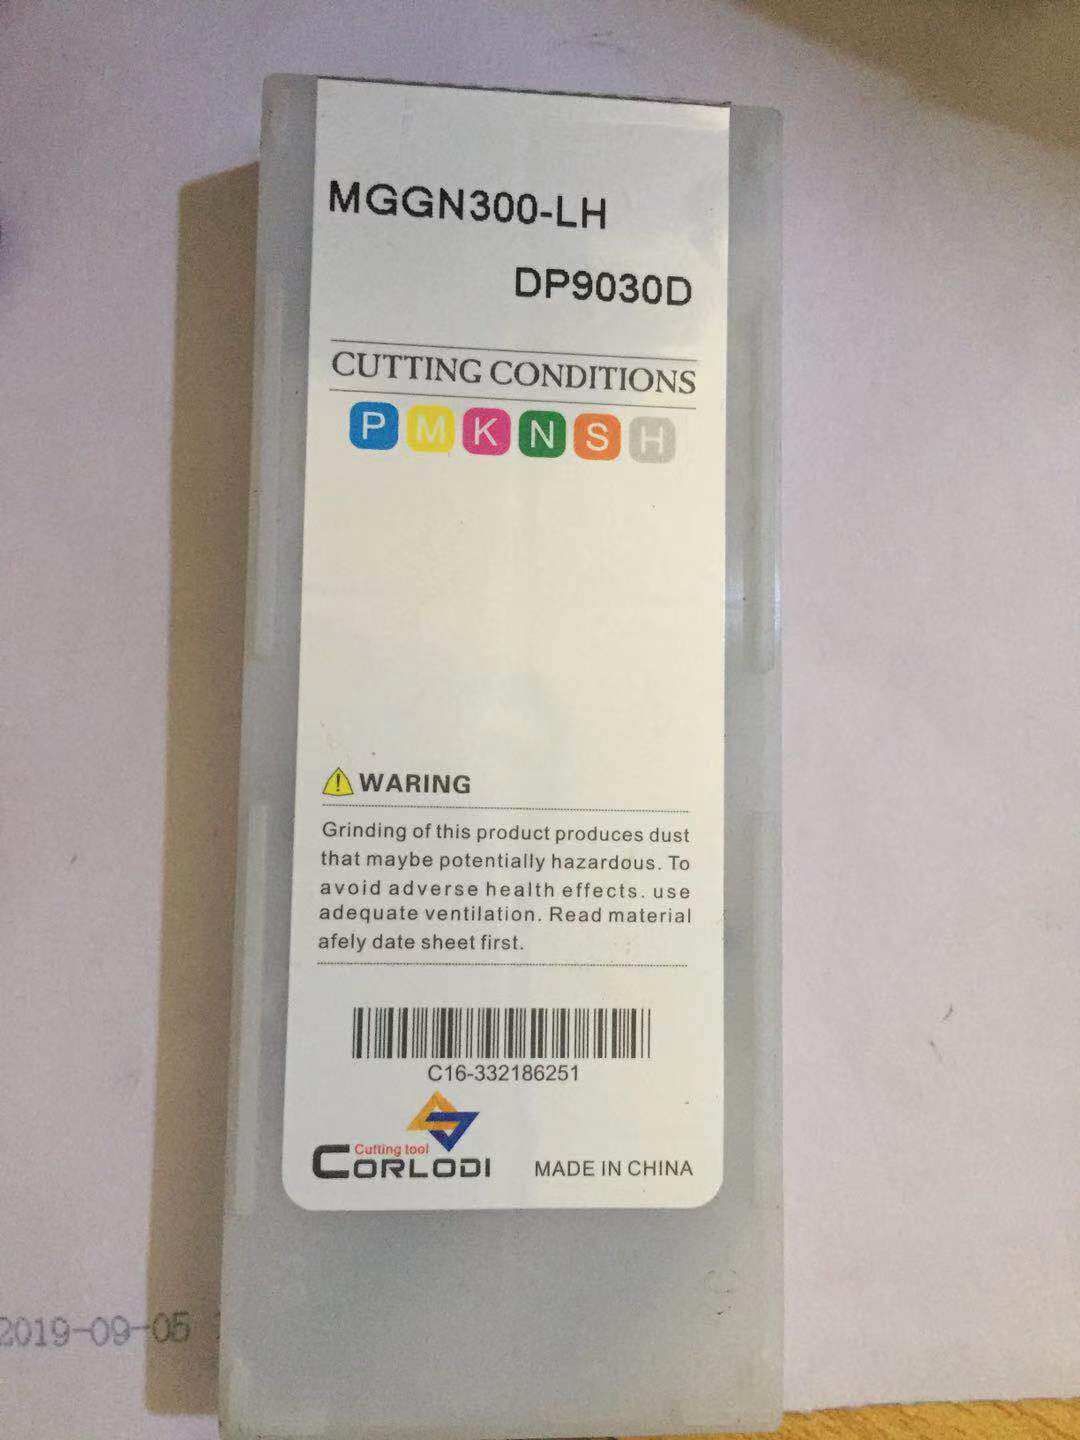 MGGN300-LH
DP9030D
CUTTING CONDITIONS
P M K N S H
WARING
Grinding of this product produces dust
that maybe potentially hazardous. To
avoid adverse health effects. use
adequate ventilation. Read material
afely date sheet first.
C16-332186251
Cutting tool
CORLODI
MADE IN CHINA
2019-09-05